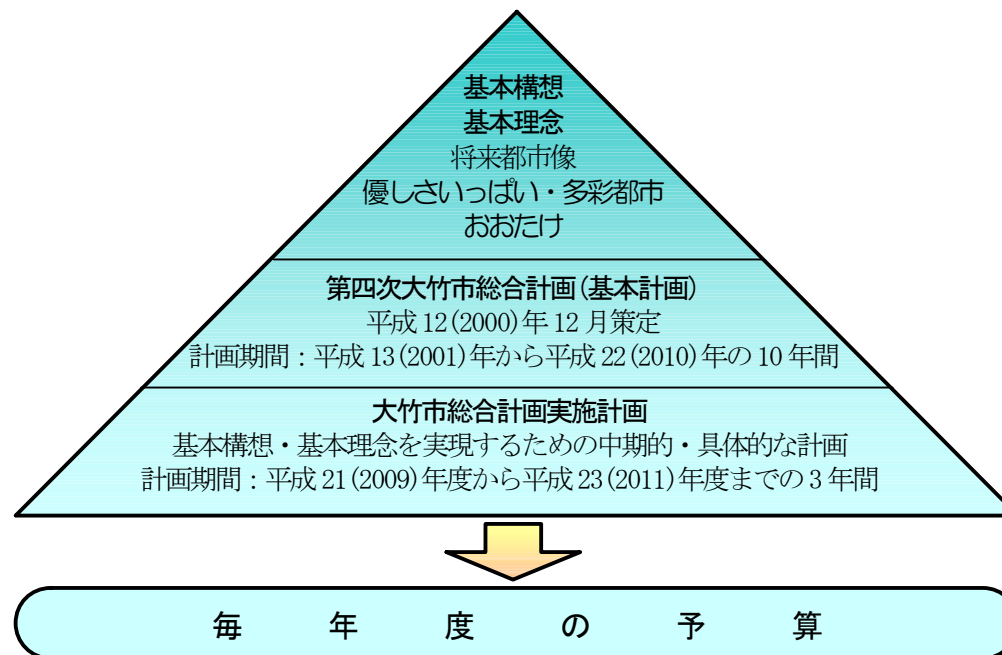 基本構想
基本理念
将来都市像
優しさいっぱい・多彩都市
おおたけ
第四次大竹市総合計画(基本計画)
平成12(2000)年12月策定
計画期間：平成13(2001)年から平成22(2010)年の10年間
大竹市総合計画実施計画
基本構想・基本理念を実現するための中期的・具体的な計画
計画期間：平成21(2009)年度から平成23(2011)年度までの3年間
毎年度の予算